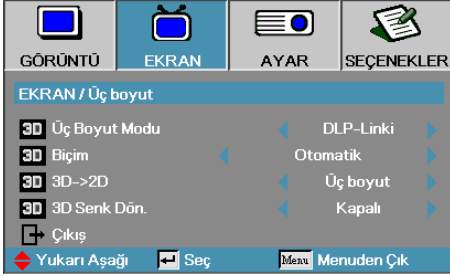 GÖRÜNTÜ EKRAN AYAR SEÇENEKLER
EKRAN / Üç boyut
3D Üç Boyut Modu DLP-Linki
3D Biçim Otomatik
3D 3D->2D Üç boyut
3D 3D Senk Dön. Kapalı
Çıkış
Yukarı Aşağı Seç Menu Menuden Çık